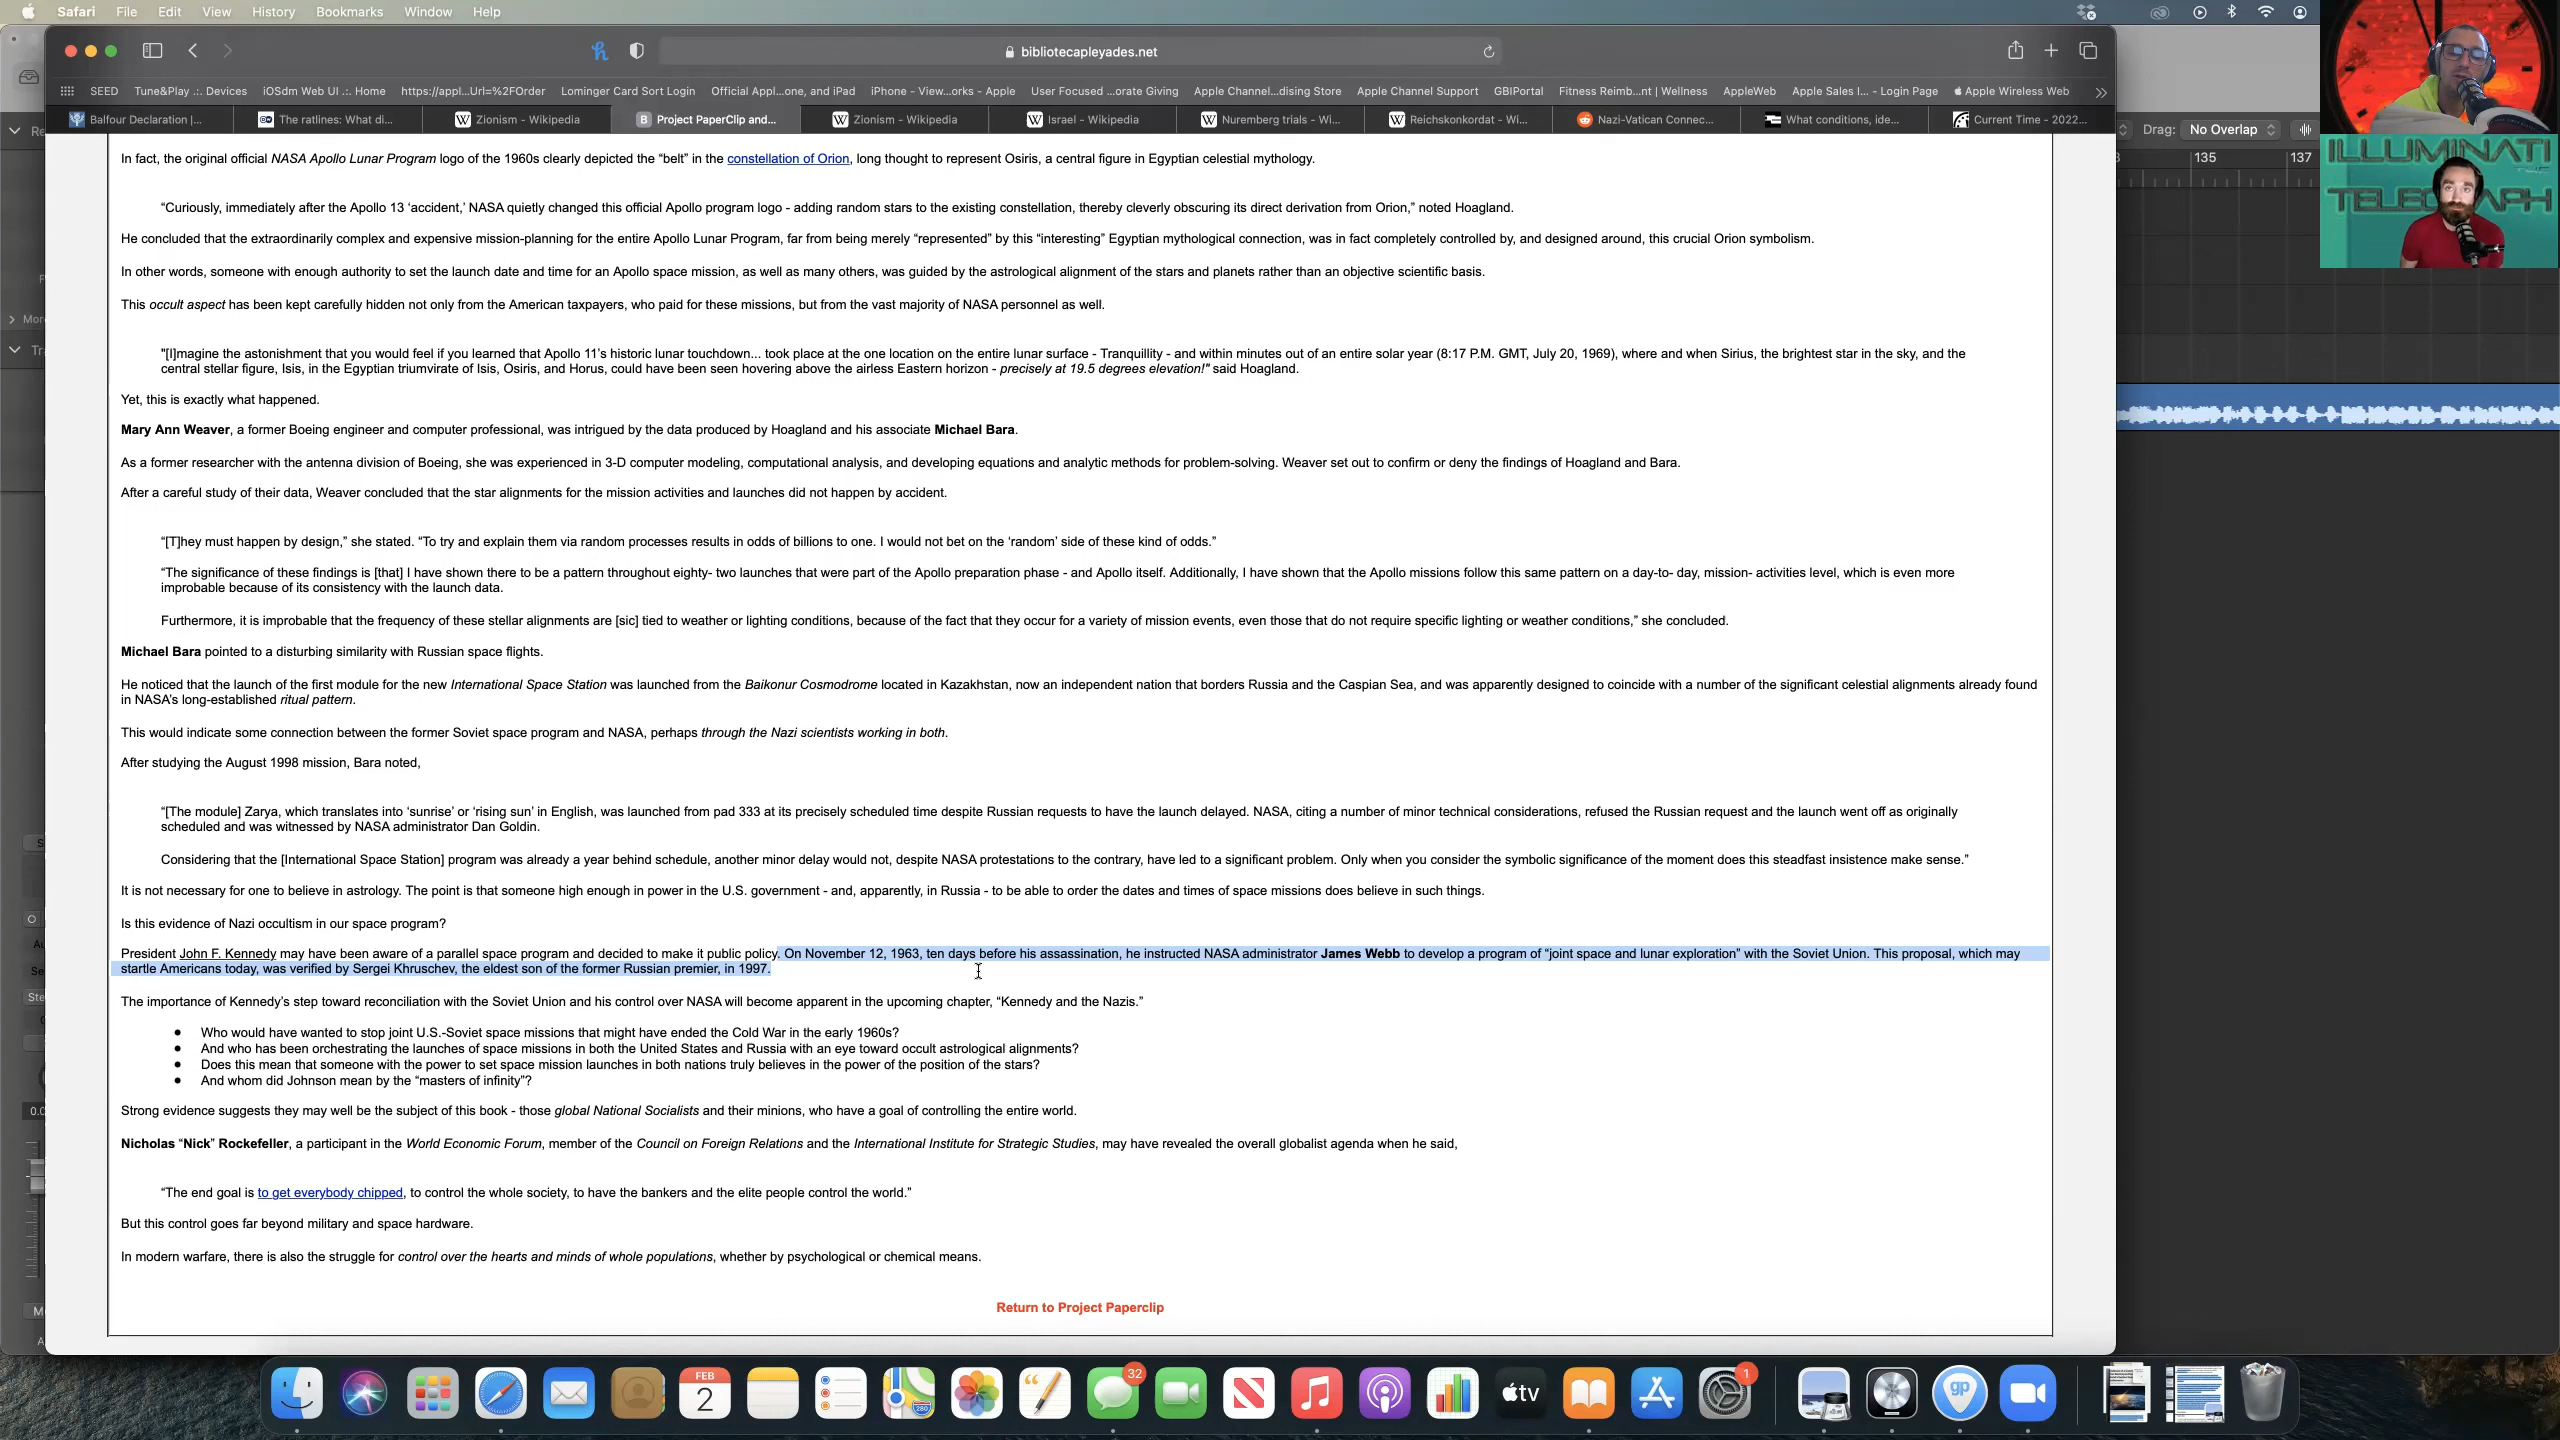 Safari File Edit View History Bookmarks Window Help
bibliotecapleyades.net
SEED Tune&Play .:. Devices iOSdm Web UI .:. Home https://appl...Url=%2FOrder Lominger Card Sort Login Official Appl...one, and iPad iPhone - View...orks - Apple User Focused ...orate Giving Apple Channel...dising Store Apple Channel Support GBIPortal Fitness Reimb...nt | Wellness AppleWeb Apple Sales I... - Login Page Apple Wireless Web
Balfour Declaration |... The ratlines: What di... Zionism - Wikipedia Project PaperClip and... Zionism - Wikipedia Israel - Wikipedia Nuremberg trials - Wi... Reichskonkordat - Wi... Nazi-Vatican Connec... What conditions, ide... Current Time - 2022...
Drag: No Overlap
135 137
ILLUMINATI
TELEGRAPH
In fact, the original official NASA Apollo Lunar Program logo of the 1960s clearly depicted the “belt” in the constellation of Orion, long thought to represent Osiris, a central figure in Egyptian celestial mythology.
“Curiously, immediately after the Apollo 13 ‘accident,’ NASA quietly changed this official Apollo program logo - adding random stars to the existing constellation, thereby cleverly obscuring its direct derivation from Orion,” noted Hoagland.
He concluded that the extraordinarily complex and expensive mission-planning for the entire Apollo Lunar Program, far from being merely “represented” by this “interesting” Egyptian mythological connection, was in fact completely controlled by, and designed around, this crucial Orion symbolism.
In other words, someone with enough authority to set the launch date and time for an Apollo space mission, as well as many others, was guided by the astrological alignment of the stars and planets rather than an objective scientific basis.
This occult aspect has been kept carefully hidden not only from the American taxpayers, who paid for these missions, but from the vast majority of NASA personnel as well.
"[I]magine the astonishment that you would feel if you learned that Apollo 11’s historic lunar touchdown... took place at the one location on the entire lunar surface - Tranquillity - and within minutes out of an entire solar year (8:17 P.M. GMT, July 20, 1969), where and when Sirius, the brightest star in the sky, and the
central stellar figure, Isis, in the Egyptian triumvirate of Isis, Osiris, and Horus, could have been seen hovering above the airless Eastern horizon - precisely at 19.5 degrees elevation!" said Hoagland.
Yet, this is exactly what happened.
Mary Ann Weaver, a former Boeing engineer and computer professional, was intrigued by the data produced by Hoagland and his associate Michael Bara.
As a former researcher with the antenna division of Boeing, she was experienced in 3-D computer modeling, computational analysis, and developing equations and analytic methods for problem-solving. Weaver set out to confirm or deny the findings of Hoagland and Bara.
After a careful study of their data, Weaver concluded that the star alignments for the mission activities and launches did not happen by accident.
“[T]hey must happen by design,” she stated. “To try and explain them via random processes results in odds of billions to one. I would not bet on the ‘random’ side of these kind of odds.”
“The significance of these findings is [that] I have shown there to be a pattern throughout eighty- two launches that were part of the Apollo preparation phase - and Apollo itself. Additionally, I have shown that the Apollo missions follow this same pattern on a day-to- day, mission- activities level, which is even more
improbable because of its consistency with the launch data.
Furthermore, it is improbable that the frequency of these stellar alignments are [sic] tied to weather or lighting conditions, because of the fact that they occur for a variety of mission events, even those that do not require specific lighting or weather conditions,” she concluded.
Michael Bara pointed to a disturbing similarity with Russian space flights.
He noticed that the launch of the first module for the new International Space Station was launched from the Baikonur Cosmodrome located in Kazakhstan, now an independent nation that borders Russia and the Caspian Sea, and was apparently designed to coincide with a number of the significant celestial alignments already found
in NASA’s long-established ritual pattern.
This would indicate some connection between the former Soviet space program and NASA, perhaps through the Nazi scientists working in both.
After studying the August 1998 mission, Bara noted,
“[The module] Zarya, which translates into ‘sunrise’ or ‘rising sun’ in English, was launched from pad 333 at its precisely scheduled time despite Russian requests to have the launch delayed. NASA, citing a number of minor technical considerations, refused the Russian request and the launch went off as originally
scheduled and was witnessed by NASA administrator Dan Goldin.
Considering that the [International Space Station] program was already a year behind schedule, another minor delay would not, despite NASA protestations to the contrary, have led to a significant problem. Only when you consider the symbolic significance of the moment does this steadfast insistence make sense.”
It is not necessary for one to believe in astrology. The point is that someone high enough in power in the U.S. government - and, apparently, in Russia - to be able to order the dates and times of space missions does believe in such things.
Is this evidence of Nazi occultism in our space program?
President John F. Kennedy may have been aware of a parallel space program and decided to make it public policy. On November 12, 1963, ten days before his assassination, he instructed NASA administrator James Webb to develop a program of “joint space and lunar exploration” with the Soviet Union. This proposal, which may
startle Americans today, was verified by Sergei Khruschev, the eldest son of the former Russian premier, in 1997.
The importance of Kennedy’s step toward reconciliation with the Soviet Union and his control over NASA will become apparent in the upcoming chapter, “Kennedy and the Nazis.”
• Who would have wanted to stop joint U.S.-Soviet space missions that might have ended the Cold War in the early 1960s?
• And who has been orchestrating the launches of space missions in both the United States and Russia with an eye toward occult astrological alignments?
• Does this mean that someone with the power to set space mission launches in both nations truly believes in the power of the position of the stars?
• And whom did Johnson mean by the “masters of infinity”?
Strong evidence suggests they may well be the subject of this book - those global National Socialists and their minions, who have a goal of controlling the entire world.
Nicholas “Nick” Rockefeller, a participant in the World Economic Forum, member of the Council on Foreign Relations and the International Institute for Strategic Studies, may have revealed the overall globalist agenda when he said,
“The end goal is to get everybody chipped, to control the whole society, to have the bankers and the elite people control the world.”
But this control goes far beyond military and space hardware.
In modern warfare, there is also the struggle for control over the hearts and minds of whole populations, whether by psychological or chemical means.
Return to Project Paperclip
FEB
2
32
tv
1
gp
280